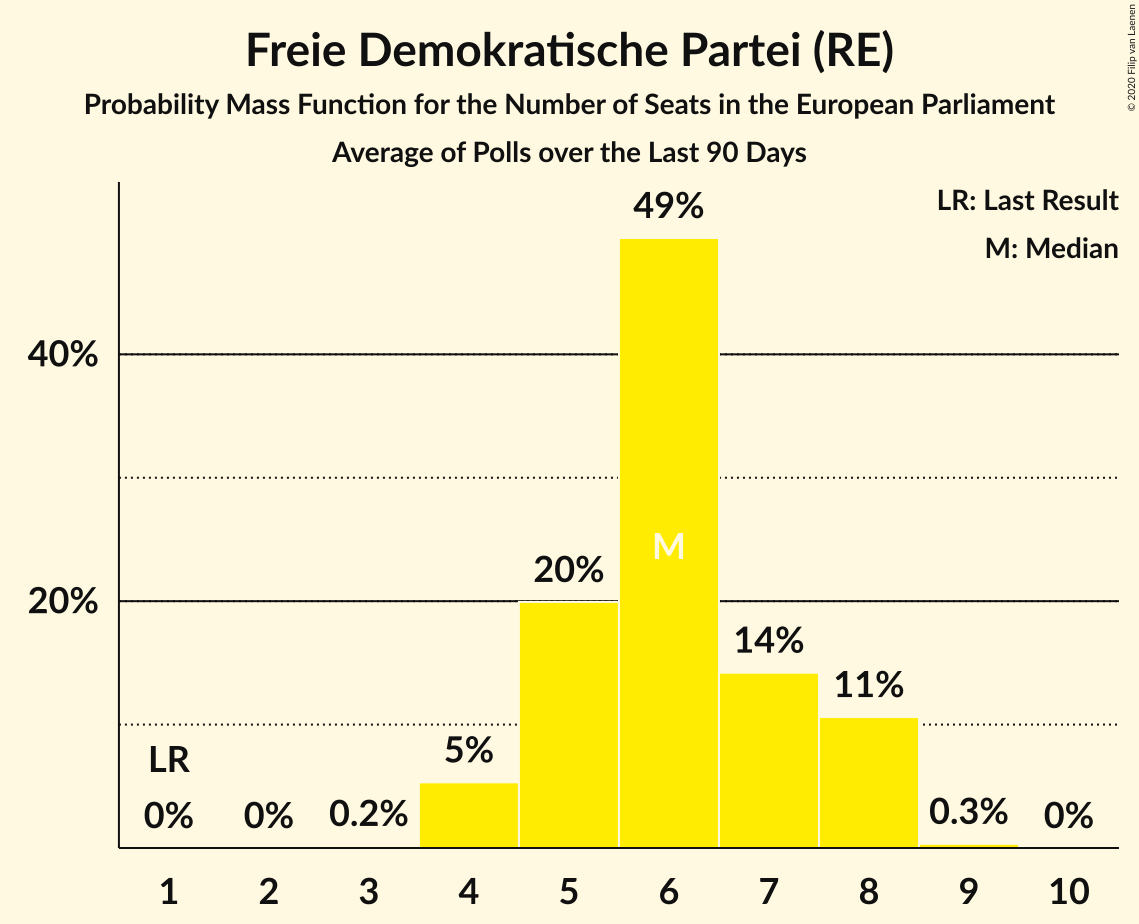 Freie Demokratische Partei (RE)
Probability Mass Function for the Number of Seats in the European Parliament
Average of Polls over the Last 90 Days
© 2020 Filip van Laenen
LR: Last Result
M: Median
49%
40%
M
20%
20%
14%
11%
LR
5%
0%
0%
0.2%
0.3%
0%
1 2 3 4 5 6 7 8 9 10